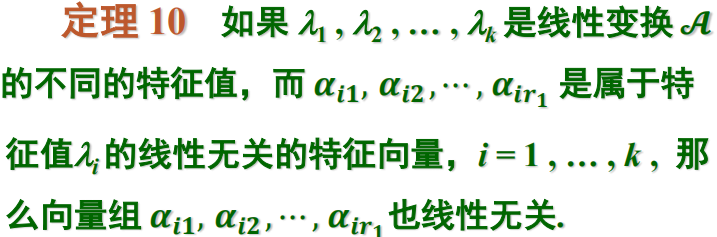 定理 10 如果 λ₁ , λ₂ , … , λₖ 是线性变换 𝓐
的不同的特征值，而 αᵢ₁, αᵢ₂ , ⋯ , αᵢᵣ₁ 是属于特
征值λᵢ 的线性无关的特征向量，i = 1 , … , k , 那
么向量组 αᵢ₁, αᵢ₂ , ⋯ , αᵢᵣ₁ 也线性无关.